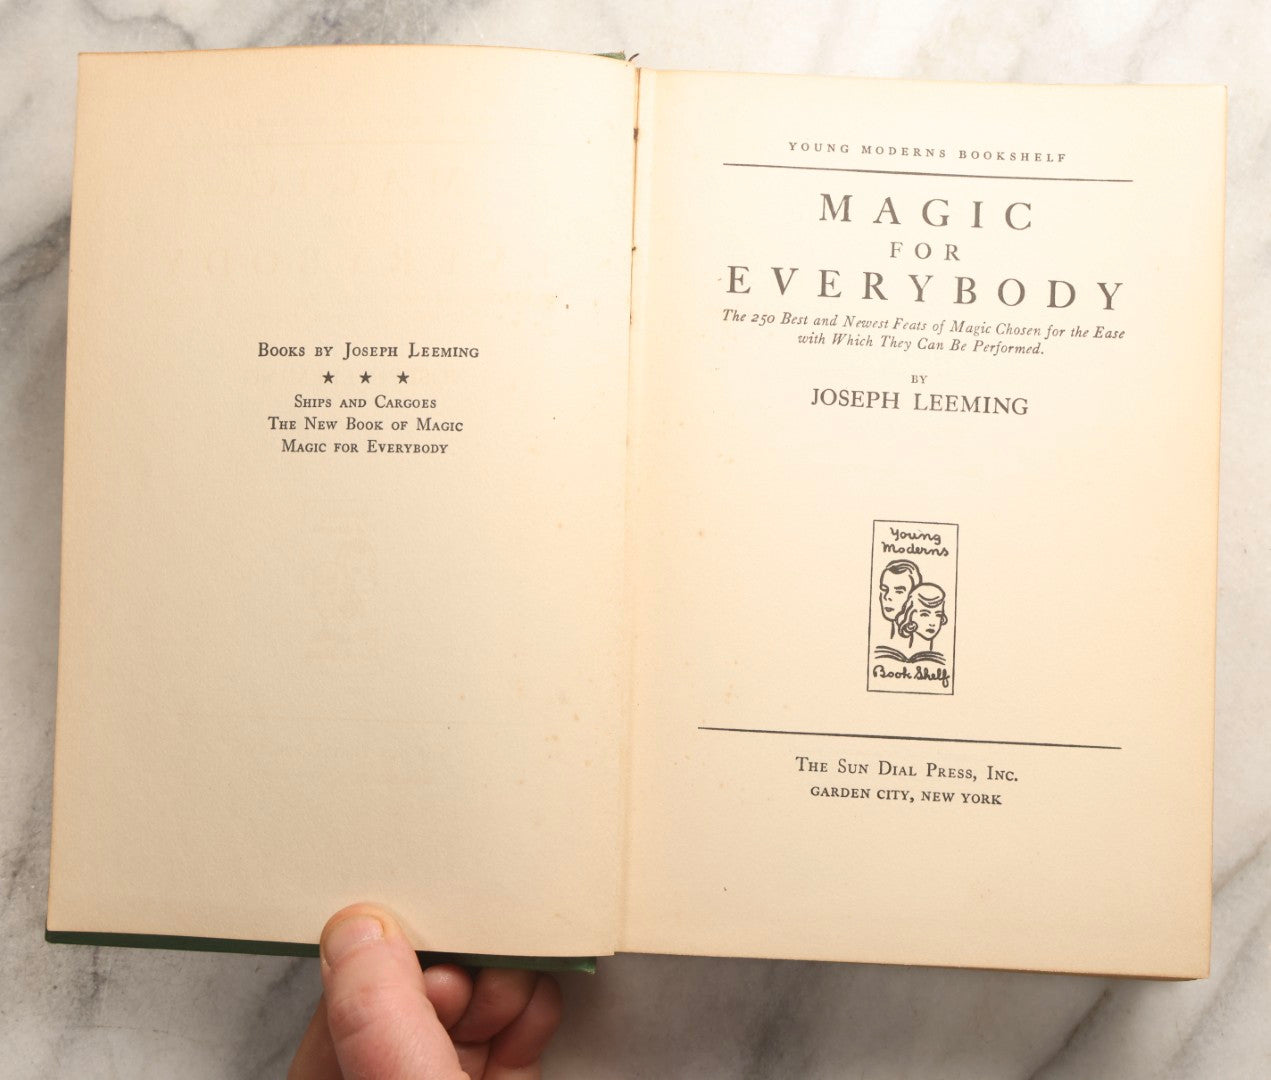 Books by Joseph Leeming
★ ★ ★
Ships and Cargoes
The New Book of Magic
Magic for Everybody
YOUNG MODERNS BOOKSHELF
MAGIC
FOR
EVERYBODY
The 250 Best and Newest Feats of Magic Chosen for the Ease
with Which They Can Be Performed.
BY
JOSEPH LEEMING
Young
Moderns
Book Shelf
The Sun Dial Press, Inc.
GARDEN CITY, NEW YORK